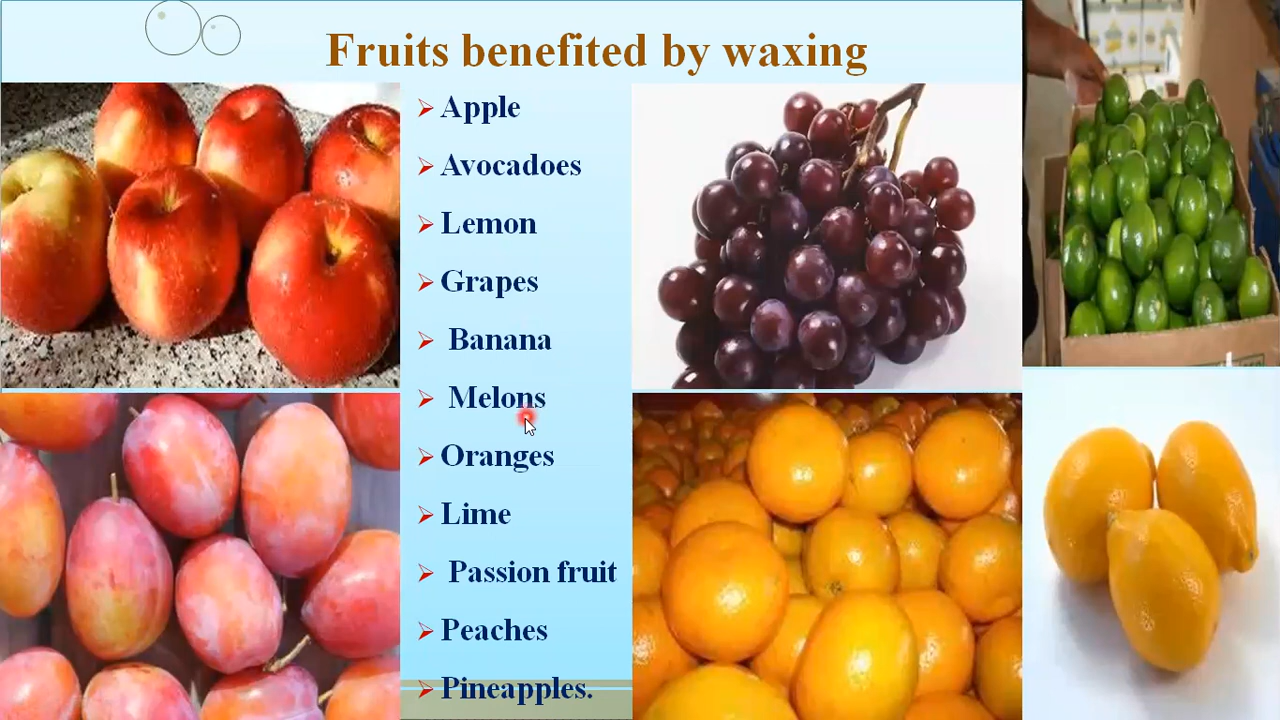 Fruits benefited by waxing
Apple
Avocadoes
Lemon
Grapes
Banana
Melons
Oranges
Lime
Passion fruit
Peaches
Pineapples.